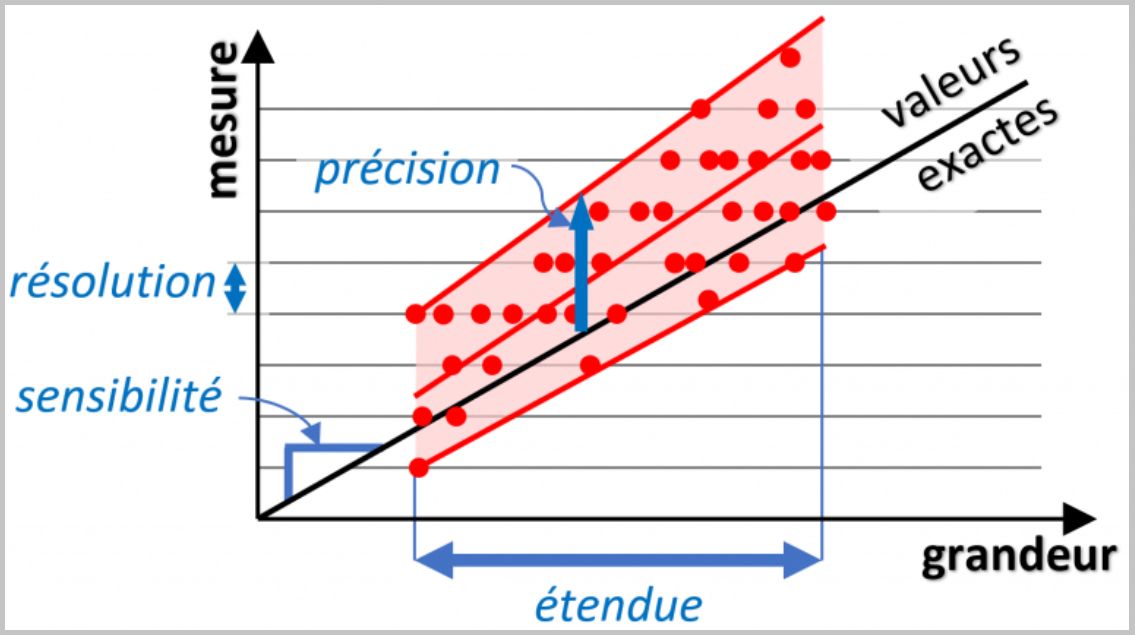 mesure
valeurs
exactes
précision
résolution
sensibilité
grandeur
étendue